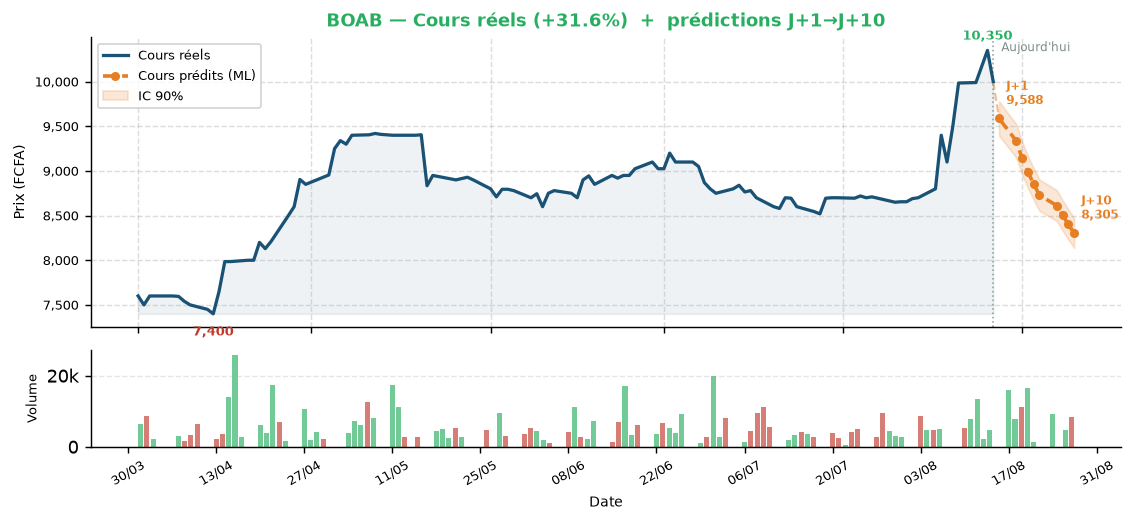 BOAB — Cours réels (+31.6%) + prédictions J+1→J+10
Cours réels
Cours prédits (ML)
IC 90%
10,350
Aujourd'hui
J+1
9,588
J+10
8,305
7,400
Prix (FCFA)
10,000
9,500
9,000
8,500
8,000
7,500
Volume
20k
0
30/03
13/04
27/04
11/05
25/05
08/06
22/06
06/07
20/07
03/08
17/08
31/08
Date